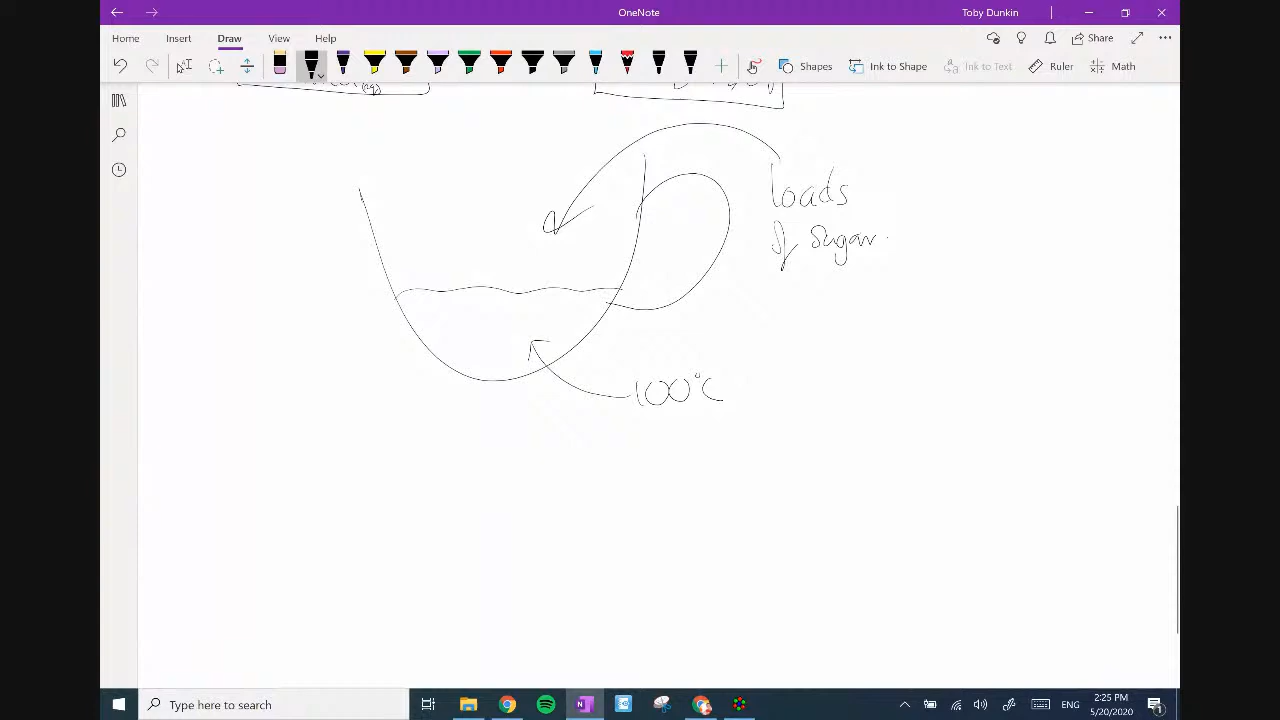 OneNote
Toby Dunkin
Home Insert Draw View Help
Shapes Ink to Shape Ink to Text Ruler Math Share
loads
of sugar.
100°C
Type here to search
ENG
2:25 PM
5/20/2020
1